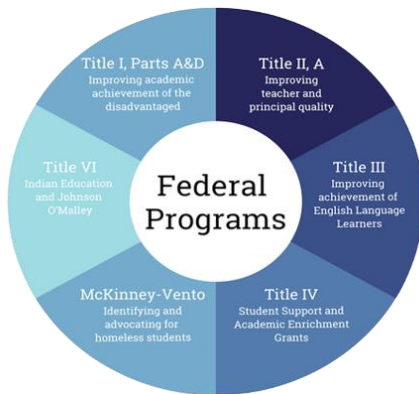 Title I, Parts A&D
Improving academic
achievement of the
disadvantaged
Title II, A
Improving
teacher and
principal quality
Title III
Improving
achievement of
English Language
Learners
Title IV
Student Support and
Academic Enrichment
Grants
McKinney-Vento
Identifying and
advocating for
homeless students
Title VI
Indian Education
and Johnson
O'Malley
Federal
Programs